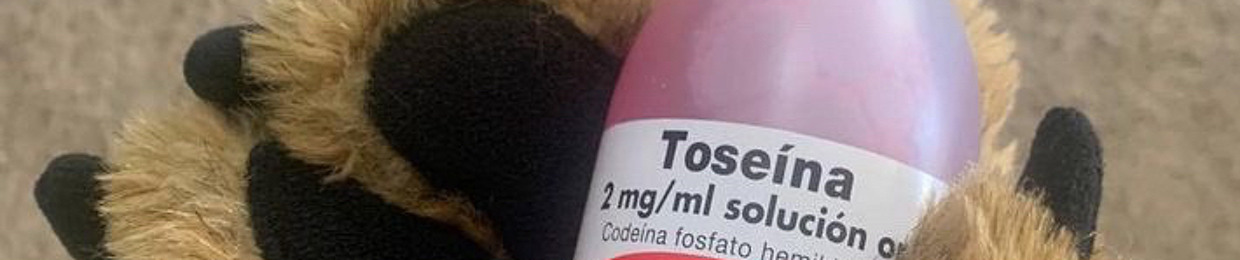 Toseína
2 mg/ml solución
Codeína fosfato